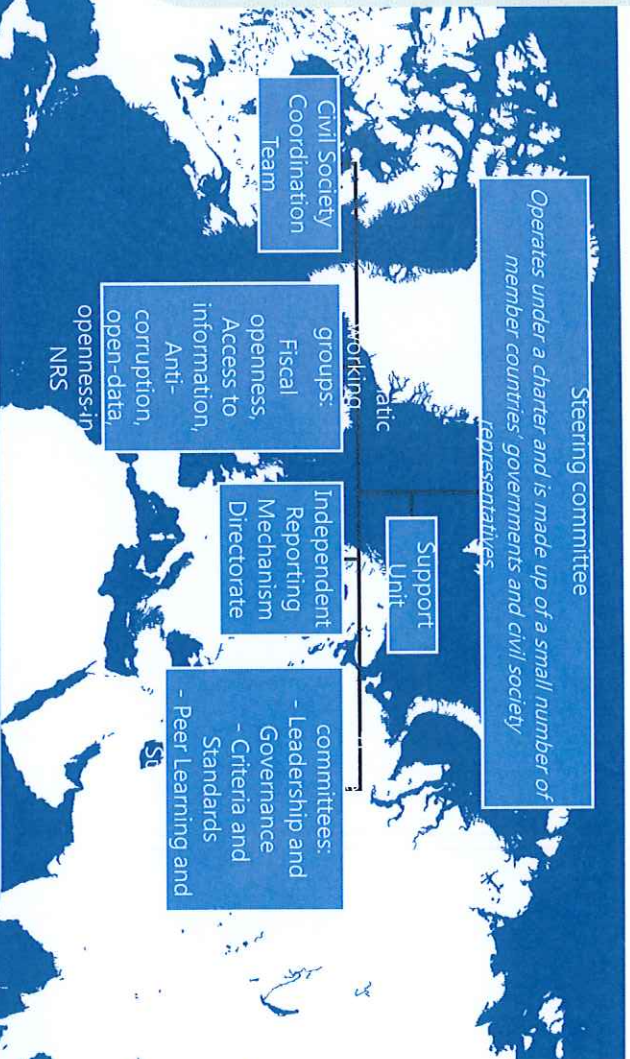 Steering committee
Operates under a charter and is made up of a small number of
member countries' governments and civil society
representatives
Support
Unit
Civil Society
Coordination
Team
working
groups:
Fiscal
openness,
Access to
information,
Anti-
corruption,
open-data,
openness-in
NRS
Independent
Reporting
Mechanism
Directorate
committees:
- Leadership and
Governance
- Criteria and
Standards
- Peer Learning and